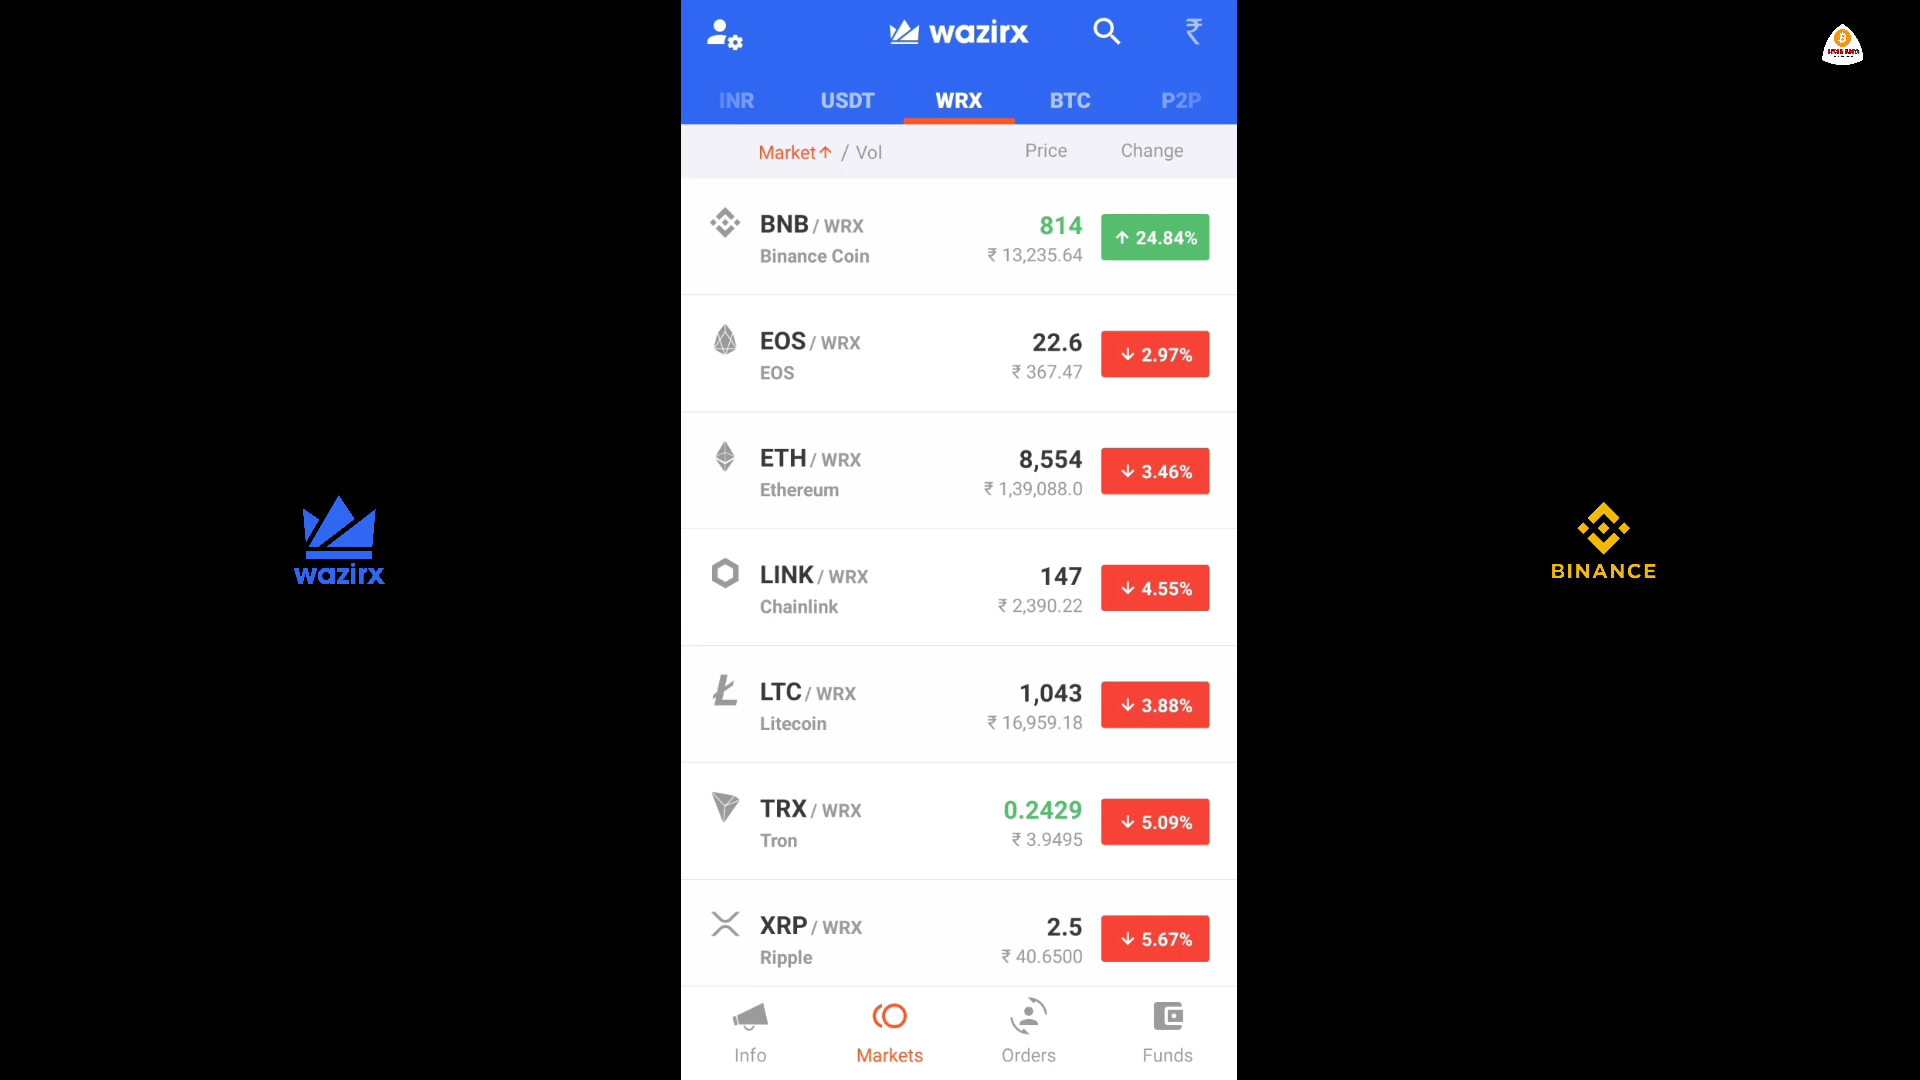 wazirx
₹
INR USDT WRX BTC P2P
Market↑ / Vol Price Change
BNB / WRX 814 ↑ 24.84%
Binance Coin ₹ 13,235.64
EOS / WRX 22.6 ↓ 2.97%
EOS ₹ 367.47
ETH / WRX 8,554 ↓ 3.46%
Ethereum ₹ 1,39,088.0
LINK / WRX 147 ↓ 4.55%
Chainlink ₹ 2,390.22
LTC / WRX 1,043 ↓ 3.88%
Litecoin ₹ 16,959.18
TRX / WRX 0.2429 ↓ 5.09%
Tron ₹ 3.9495
XRP / WRX 2.5 ↓ 5.67%
Ripple ₹ 40.6500
Info Markets Orders Funds
wazirx
BINANCE